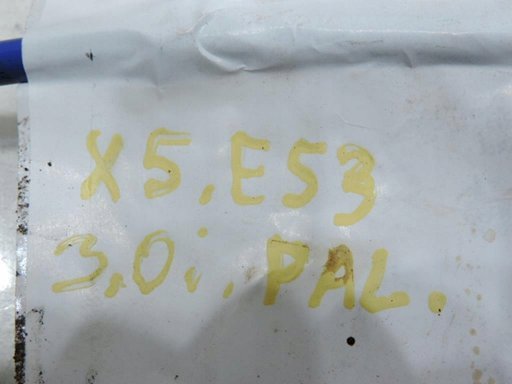 X5, E53
3,0i, PAL.